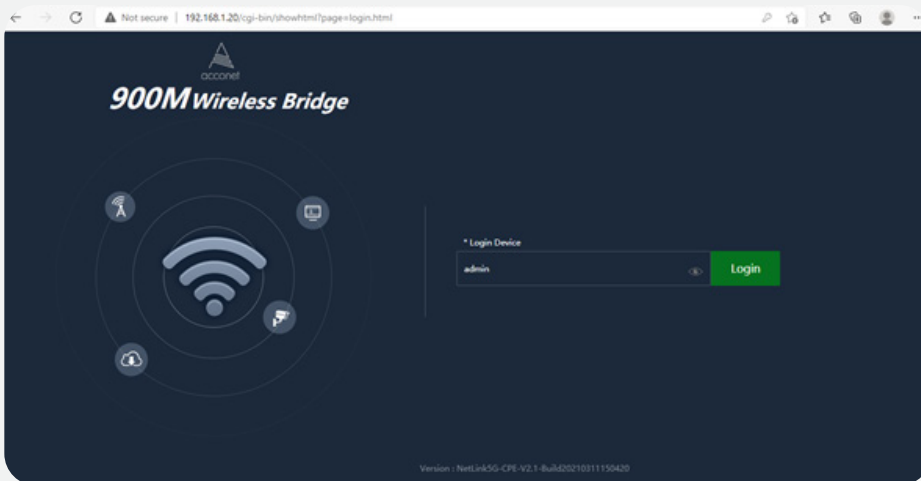 Not secure | 192.168.1.20/cgi-bin/showhtml?page=login.html
acconet
900M Wireless Bridge
* Login Device
admin
Login
Version : NetLink5G-CPE-V2.1-Build20210311150420